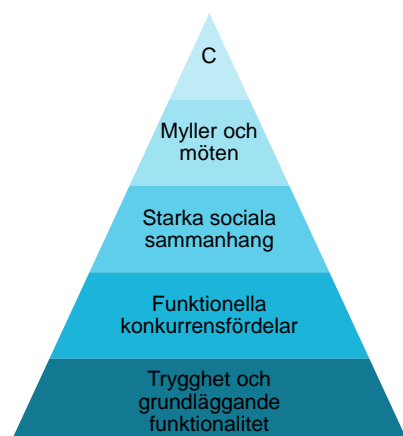 C
Myller och
möten
Starka sociala
sammanhang
Funktionella
konkurrensfördelar
Trygghet och
grundläggande
funktionalitet